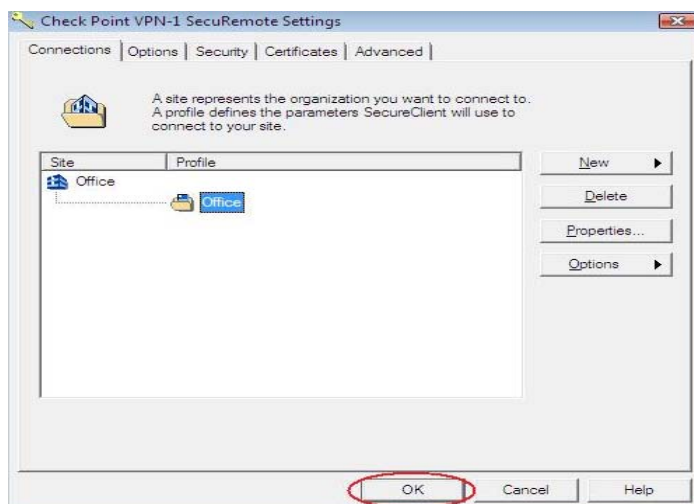 Check Point VPN-1 SecuRemote Settings
Connections Options Security Certificates Advanced
A site represents the organization you want to connect to.
A profile defines the parameters SecureClient will use to
connect to your site.
Site Profile
Office
Office
New
Delete
Properties...
Options
OK Cancel Help